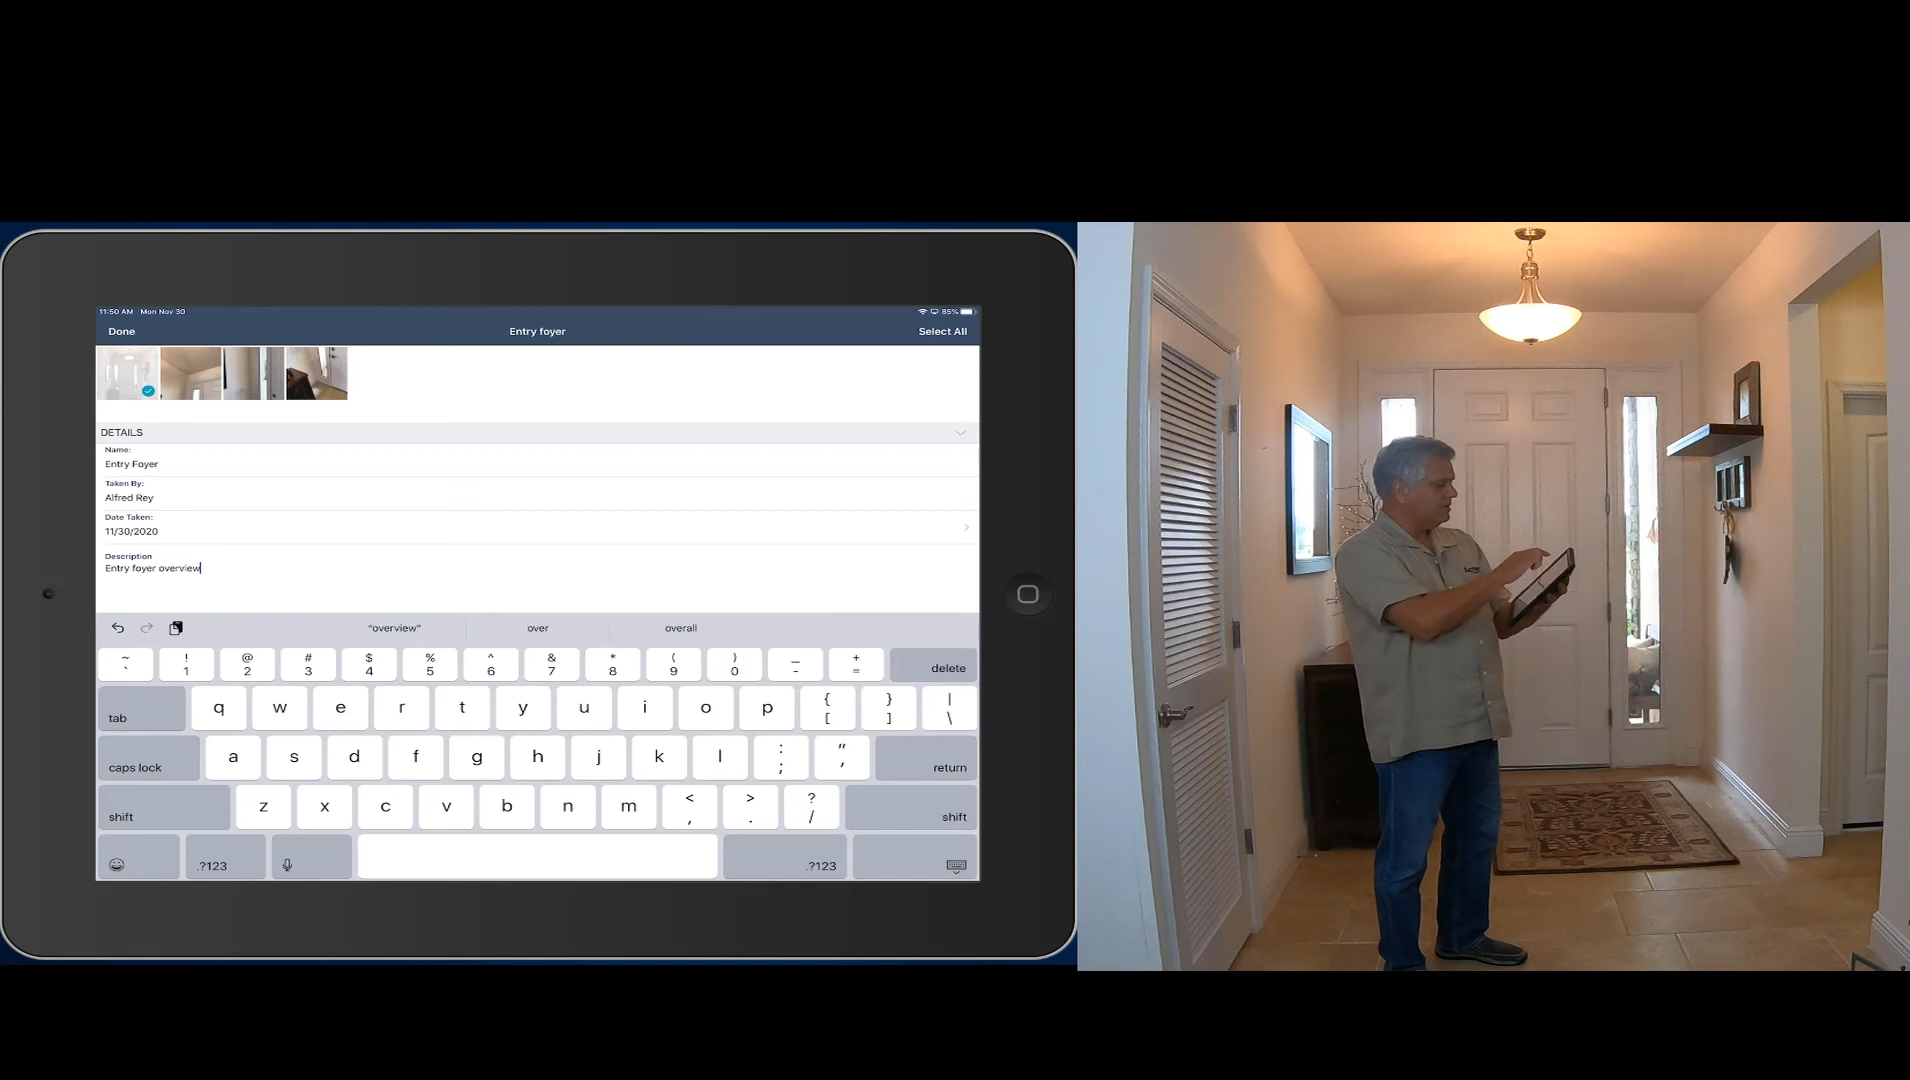 11:50 AM Mon Nov 30 85%
Done Entry foyer Select All
DETAILS
Name:
Entry Foyer
Taken By:
Alfred Rey
Date Taken:
11/30/2020
Description
Entry foyer overview
“overview” over overall
~ ! @ # $ % ^ & * ( ) _ +
` 1 2 3 4 5 6 7 8 9 0 - = delete
tab q w e r t y u i o p { [ } ] | \
caps lock a s d f g h j k l : ; " ' return
shift z x c v b n m < , > . ? / shift
.?123 .?123